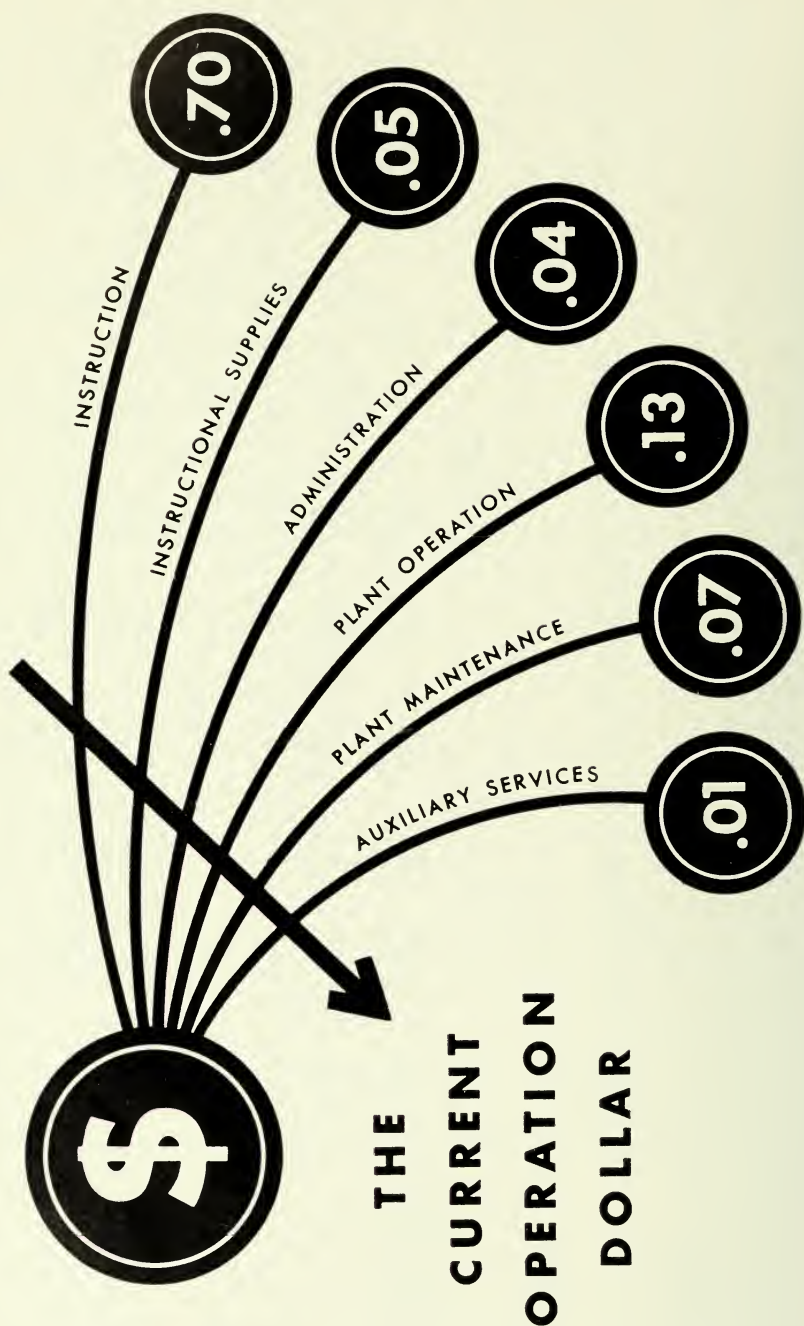 $
INSTRUCTION
.70
INSTRUCTIONAL SUPPLIES
.05
ADMINISTRATION
.04
PLANT OPERATION
.13
PLANT MAINTENANCE
.07
AUXILIARY SERVICES
.01
THE
CURRENT
OPERATION
DOLLAR